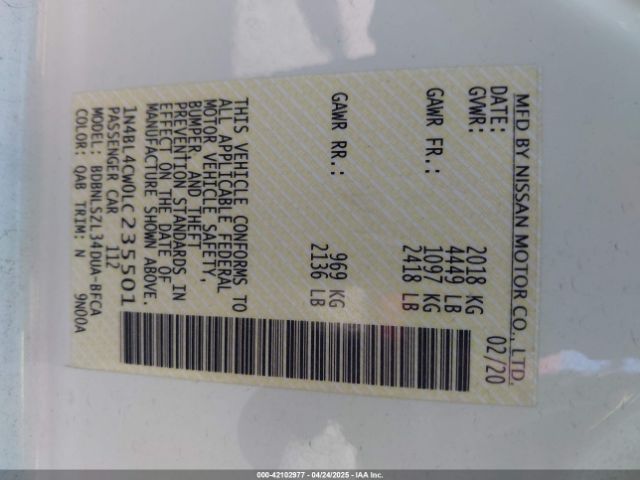 MFD BY NISSAN MOTOR CO., LTD.
DATE: 02/20
GVWR: 2018 KG
4449 LB
GAWR FR.: 1097 KG
2418 LB
GAWR RR.: 969 KG
2136 LB
THIS VEHICLE CONFORMS TO
ALL APPLICABLE FEDERAL
MOTOR VEHICLE SAFETY,
BUMPER, AND THEFT
PREVENTION STANDARDS IN
EFFECT ON THE DATE OF
MANUFACTURE SHOWN ABOVE.
1N4BL4CW0LC235501
PASSENGER CAR 112
MODEL: BDBNLSZL34DUA-BFCA
COLOR: QAB TRIM: N 9N00A
000-42102977 - 04/24/2025 - IAA Inc.